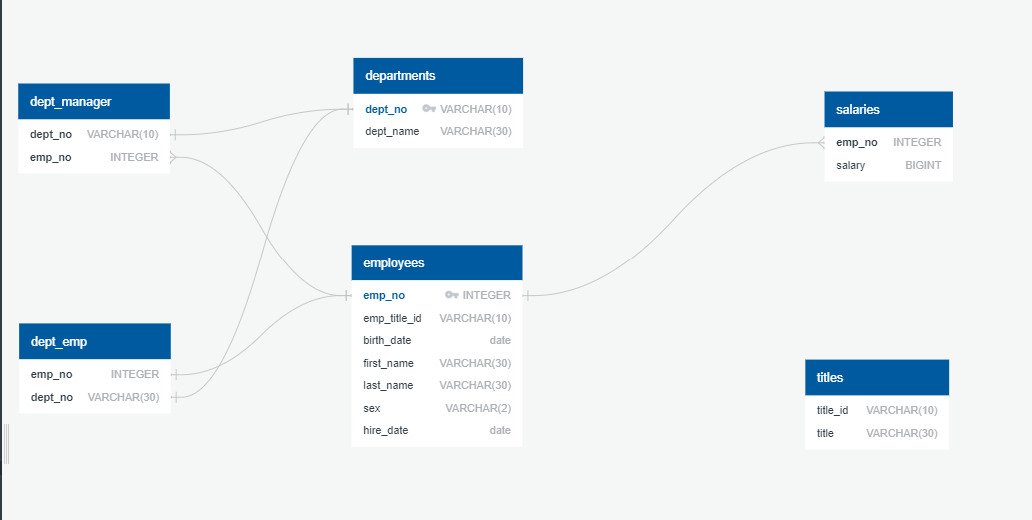 dept_manager
dept_no VARCHAR(10)
emp_no INTEGER
departments
dept_no VARCHAR(10)
dept_name VARCHAR(30)
salaries
emp_no INTEGER
salary BIGINT
employees
emp_no INTEGER
emp_title_id VARCHAR(10)
birth_date date
first_name VARCHAR(30)
last_name VARCHAR(30)
sex VARCHAR(2)
hire_date date
dept_emp
emp_no INTEGER
dept_no VARCHAR(30)
titles
title_id VARCHAR(10)
title VARCHAR(30)